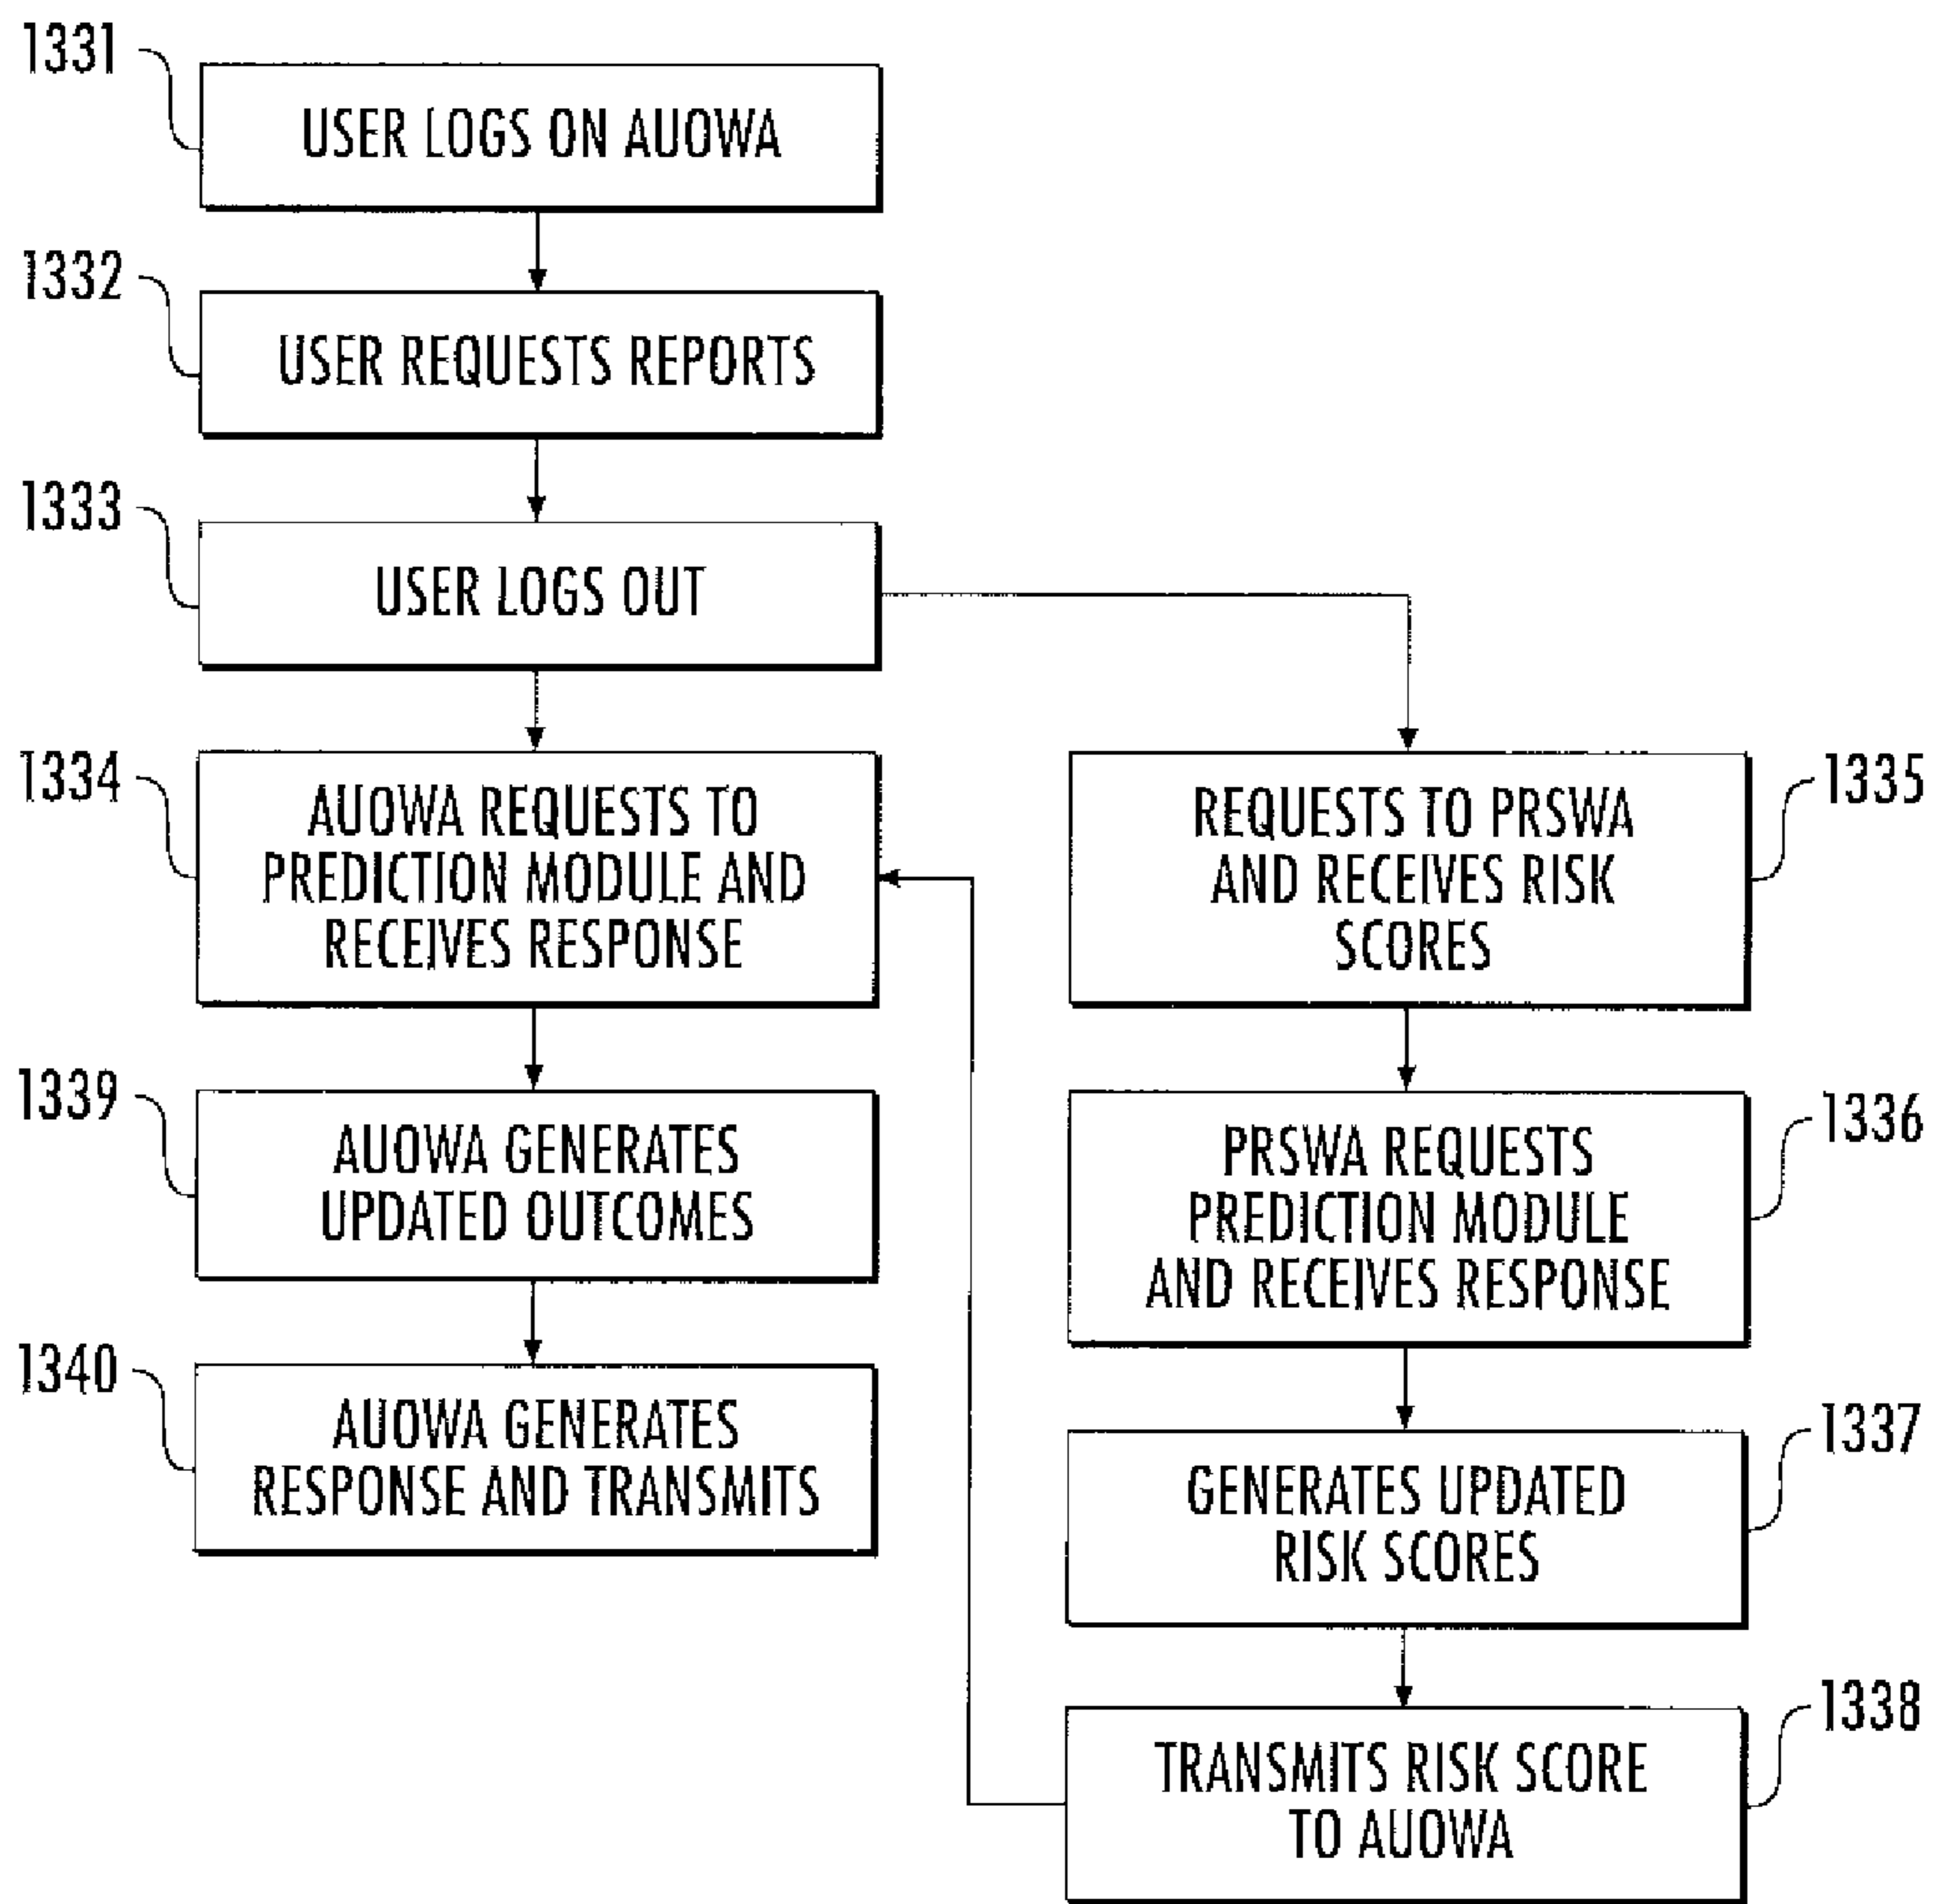 1331
USER LOGS ON AUOWA
1332
USER REQUESTS REPORTS
1333
USER LOGS OUT
1334
AUOWA REQUESTS TO
PREDICTION MODULE AND
RECEIVES RESPONSE
1335
REQUESTS TO PRSWA
AND RECEIVES RISK
SCORES
1339
AUOWA GENERATES
UPDATED OUTCOMES
1336
PRSWA REQUESTS
PREDICTION MODULE
AND RECEIVES RESPONSE
1340
AUOWA GENERATES
RESPONSE AND TRANSMITS
1337
GENERATES UPDATED
RISK SCORES
1338
TRANSMITS RISK SCORE
TO AUOWA